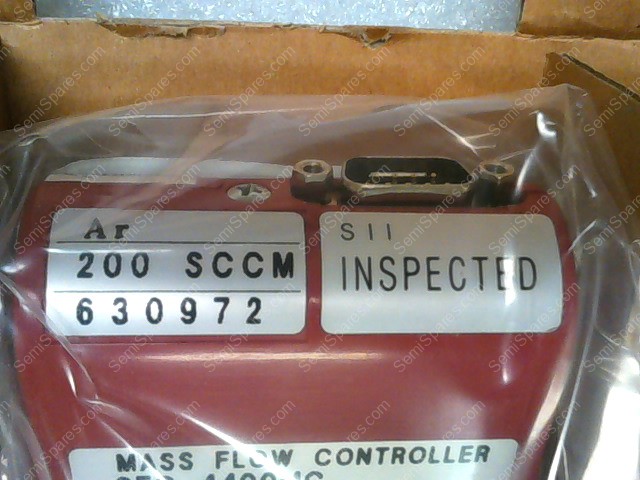 Ar
200 SCCM
630972
SII
INSPECTED
MASS FLOW CONTROLLER
SemiSpares.com